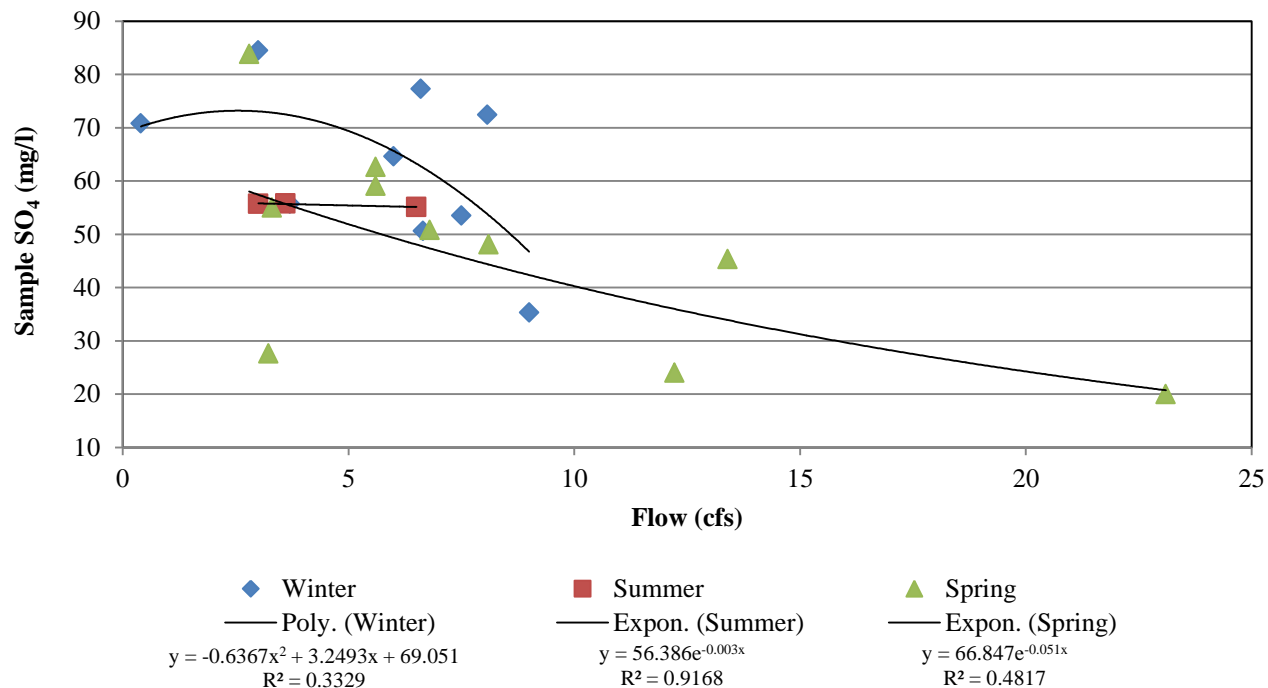 90
80
70
60
50
40
30
20
10
Sample SO₄ (mg/l)
0 5 10 15 20 25
Flow (cfs)
Winter Summer Spring
Poly. (Winter) Expon. (Summer) Expon. (Spring)
y = -0.6367x² + 3.2493x + 69.051 y = 56.386e⁻⁰·⁰⁰³ˣ y = 66.847e⁻⁰·⁰⁵¹ˣ
R² = 0.3329 R² = 0.9168 R² = 0.4817